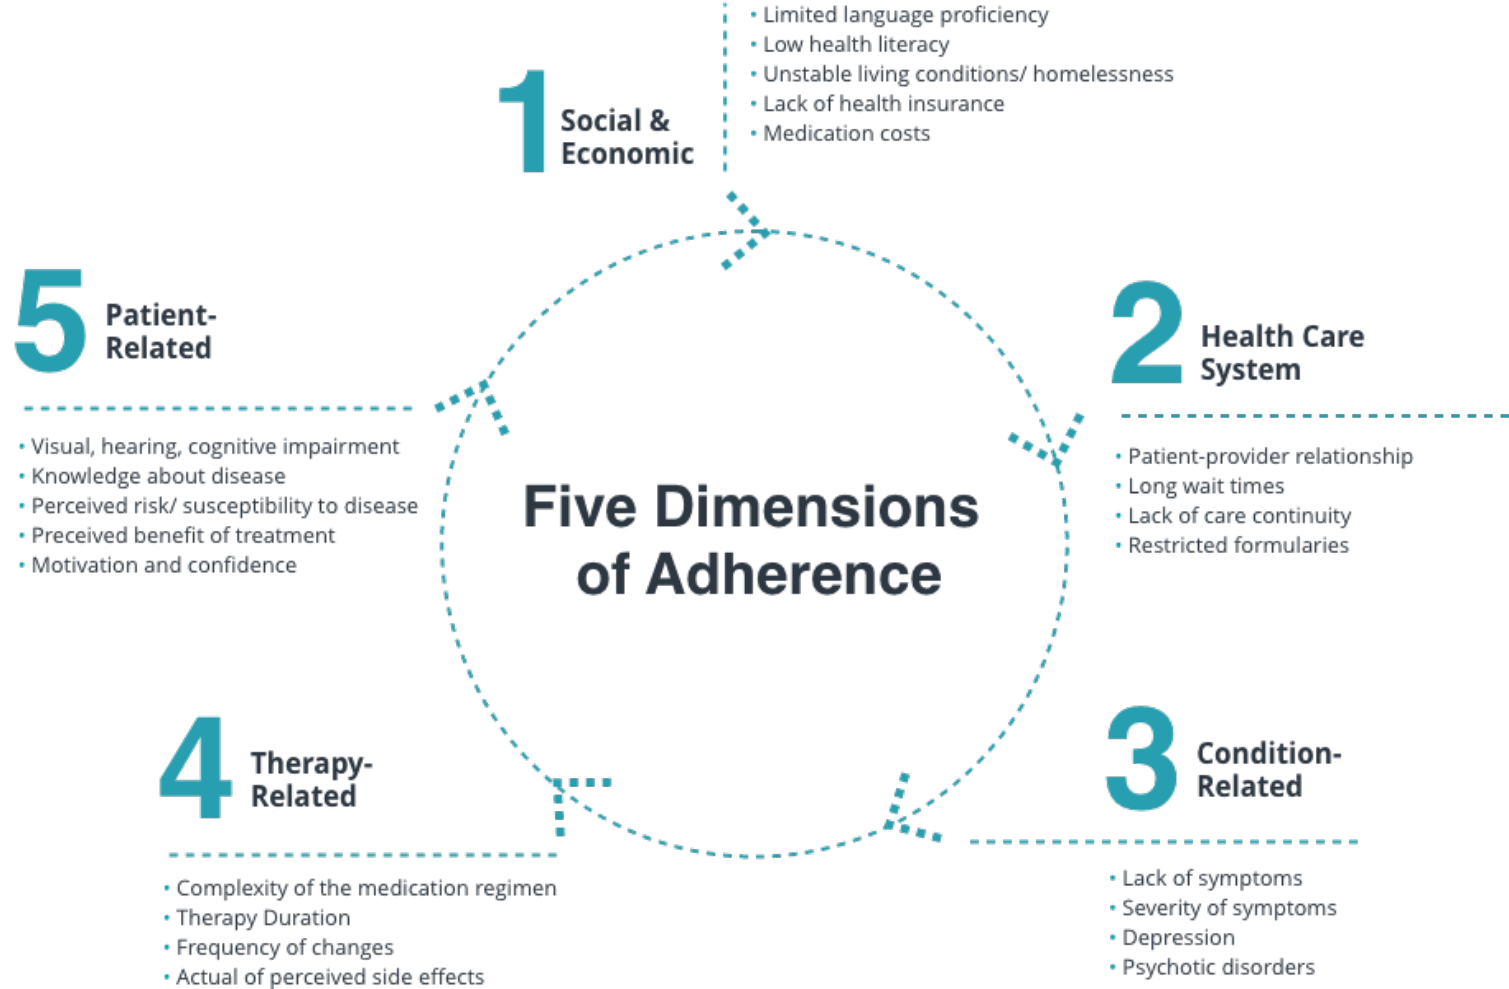 • Limited language proficiency
• Low health literacy
• Unstable living conditions/ homelessness
• Lack of health insurance
• Medication costs
1
Social &
Economic
2
Health Care
System
• Patient-provider relationship
• Long wait times
• Lack of care continuity
• Restricted formularies
3
Condition-
Related
• Lack of symptoms
• Severity of symptoms
• Depression
• Psychotic disorders
4
Therapy-
Related
• Complexity of the medication regimen
• Therapy Duration
• Frequency of changes
• Actual of perceived side effects
5
Patient-
Related
• Visual, hearing, cognitive impairment
• Knowledge about disease
• Perceived risk/ susceptibility to disease
• Preceived benefit of treatment
• Motivation and confidence
Five Dimensions
of Adherence